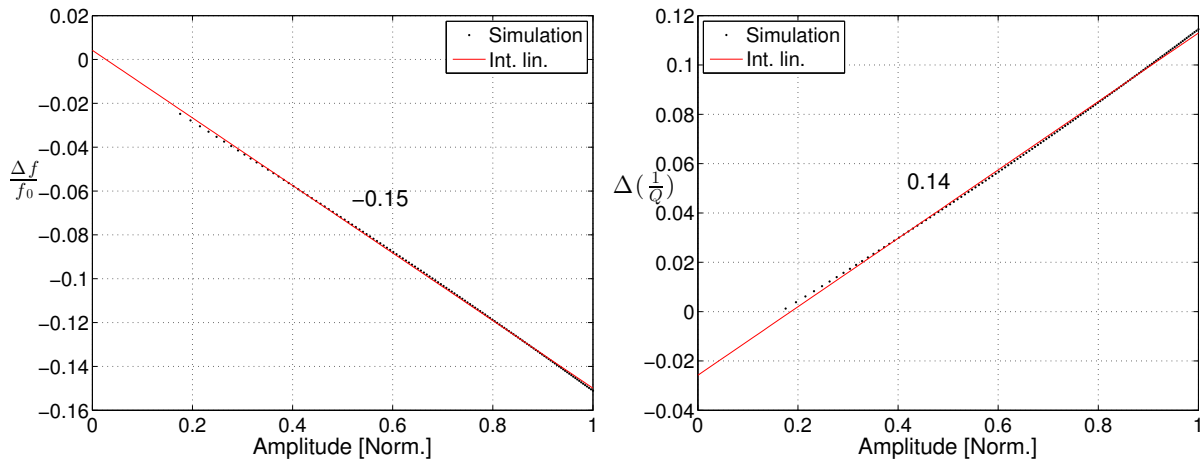 0.02
0
−0.02
−0.04
−0.06
−0.08
−0.1
−0.12
−0.14
−0.16
Δf
f₀
Simulation
Int. lin.
−0.15
0 0.2 0.4 0.6 0.8 1
Amplitude [Norm.]
0.12
0.1
0.08
0.06
0.04
0.02
0
−0.02
−0.04
Δ(1/Q)
Simulation
Int. lin.
0.14
0 0.2 0.4 0.6 0.8 1
Amplitude [Norm.]